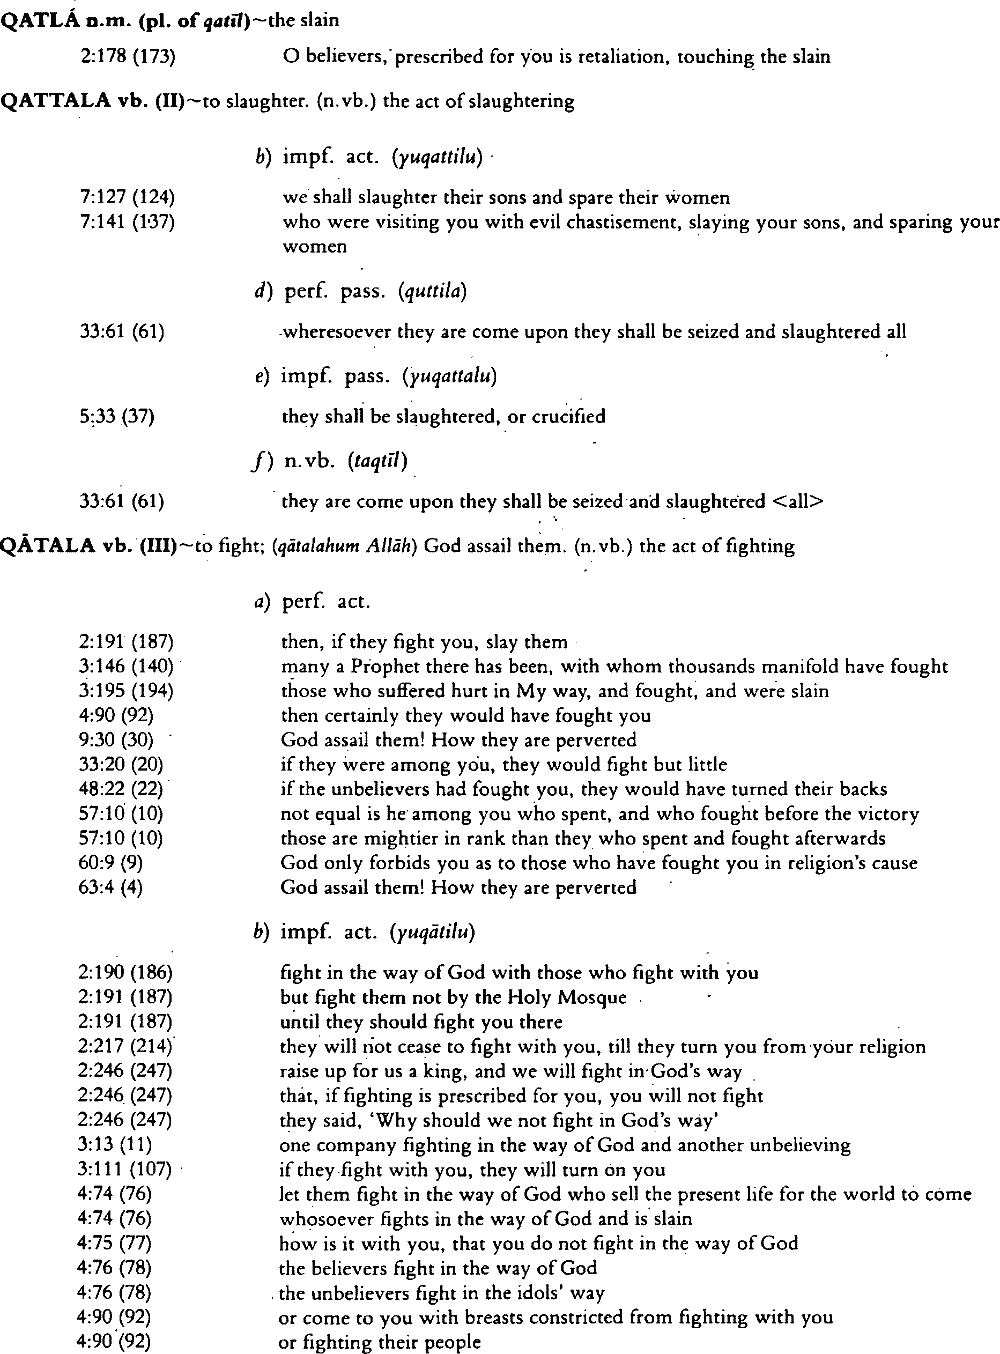 QATLÁ n.m. (pl. of qatīl)~the slain
2:178 (173) O believers, prescribed for you is retaliation, touching the slain
QATTALA vb. (II)~to slaughter. (n.vb.) the act of slaughtering
b) impf. act. (yuqattilu)
7:127 (124) we shall slaughter their sons and spare their women
7:141 (137) who were visiting you with evil chastisement, slaying your sons, and sparing your
women
d) perf. pass. (quttila)
33:61 (61) wheresoever they are come upon they shall be seized and slaughtered all
e) impf. pass. (yuqattalu)
5:33 (37) they shall be slaughtered, or crucified
f) n.vb. (taqtīl)
33:61 (61) they are come upon they shall be seized and slaughtered <all>
QĀTALA vb. (III)~to fight; (qātalahum Allāh) God assail them. (n.vb.) the act of fighting
a) perf. act.
2:191 (187) then, if they fight you, slay them
3:146 (140) many a Prophet there has been, with whom thousands manifold have fought
3:195 (194) those who suffered hurt in My way, and fought, and were slain
4:90 (92) then certainly they would have fought you
9:30 (30) God assail them! How they are perverted
33:20 (20) if they were among you, they would fight but little
48:22 (22) if the unbelievers had fought you, they would have turned their backs
57:10 (10) not equal is he among you who spent, and who fought before the victory
57:10 (10) those are mightier in rank than they who spent and fought afterwards
60:9 (9) God only forbids you as to those who have fought you in religion's cause
63:4 (4) God assail them! How they are perverted
b) impf. act. (yuqātilu)
2:190 (186) fight in the way of God with those who fight with you
2:191 (187) but fight them not by the Holy Mosque
2:191 (187) until they should fight you there
2:217 (214) they will not cease to fight with you, till they turn you from your religion
2:246 (247) raise up for us a king, and we will fight in God's way
2:246 (247) that, if fighting is prescribed for you, you will not fight
2:246 (247) they said, 'Why should we not fight in God's way'
3:13 (11) one company fighting in the way of God and another unbelieving
3:111 (107) if they fight with you, they will turn on you
4:74 (76) let them fight in the way of God who sell the present life for the world to come
4:74 (76) whosoever fights in the way of God and is slain
4:75 (77) how is it with you, that you do not fight in the way of God
4:76 (78) the believers fight in the way of God
4:76 (78) the unbelievers fight in the idols' way
4:90 (92) or come to you with breasts constricted from fighting with you
4:90 (92) or fighting their people